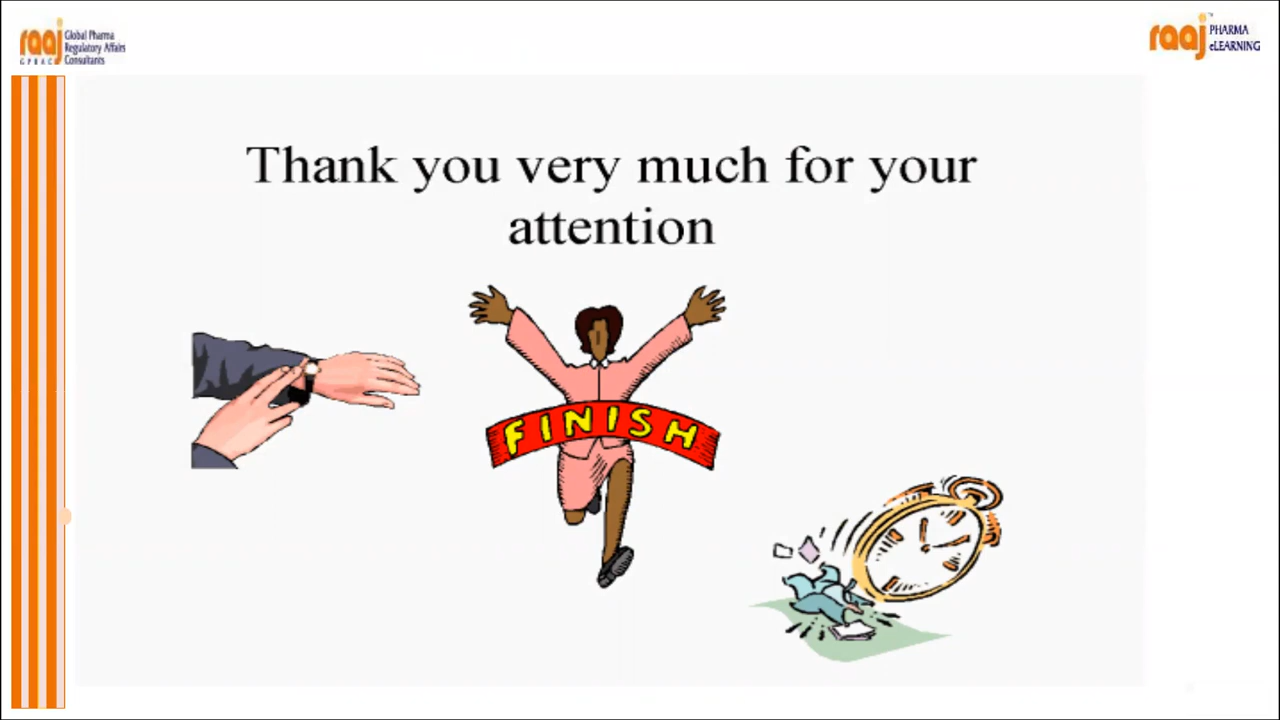 raaj
Global Pharma
Regulatory Affairs
Consultants
GPRAC
raaj
PHARMA
eLEARNING
Thank you very much for your
attention
FINISH